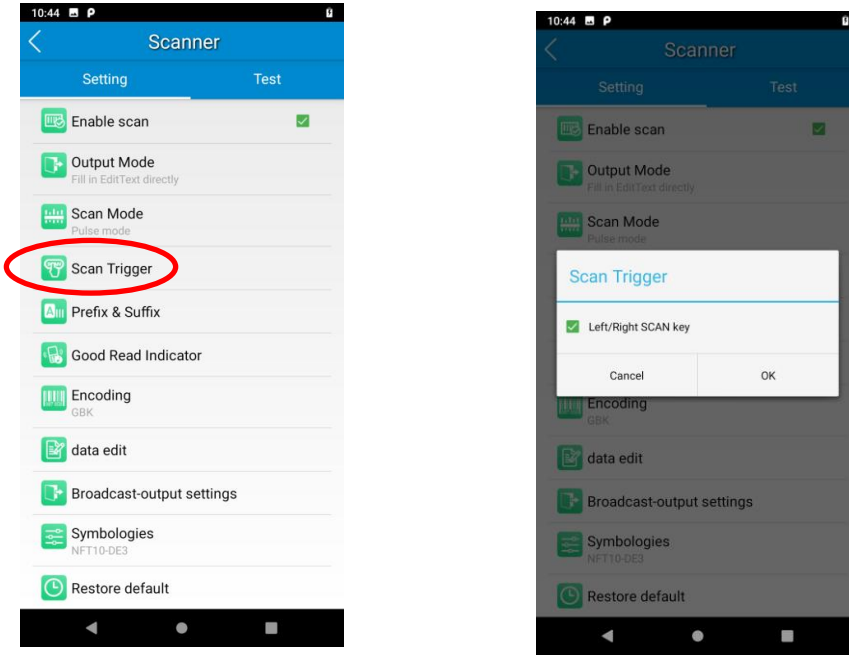 10:44
Scanner
Setting Test
Enable scan
Output Mode
Fill in EditText directly
Scan Mode
Pulse mode
Scan Trigger
Prefix & Suffix
Good Read Indicator
Encoding
GBK
data edit
Broadcast-output settings
Symbologies
NFT10-DE3
Restore default
10:44
Scanner
Setting Test
Enable scan
Output Mode
Fill in EditText directly
Scan Mode
Pulse mode
Scan Trigger
Left/Right SCAN key
Cancel OK
Encoding
GBK
data edit
Broadcast-output settings
Symbologies
NFT10-DE3
Restore default